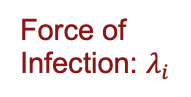 Force of
Infection: λᵢ